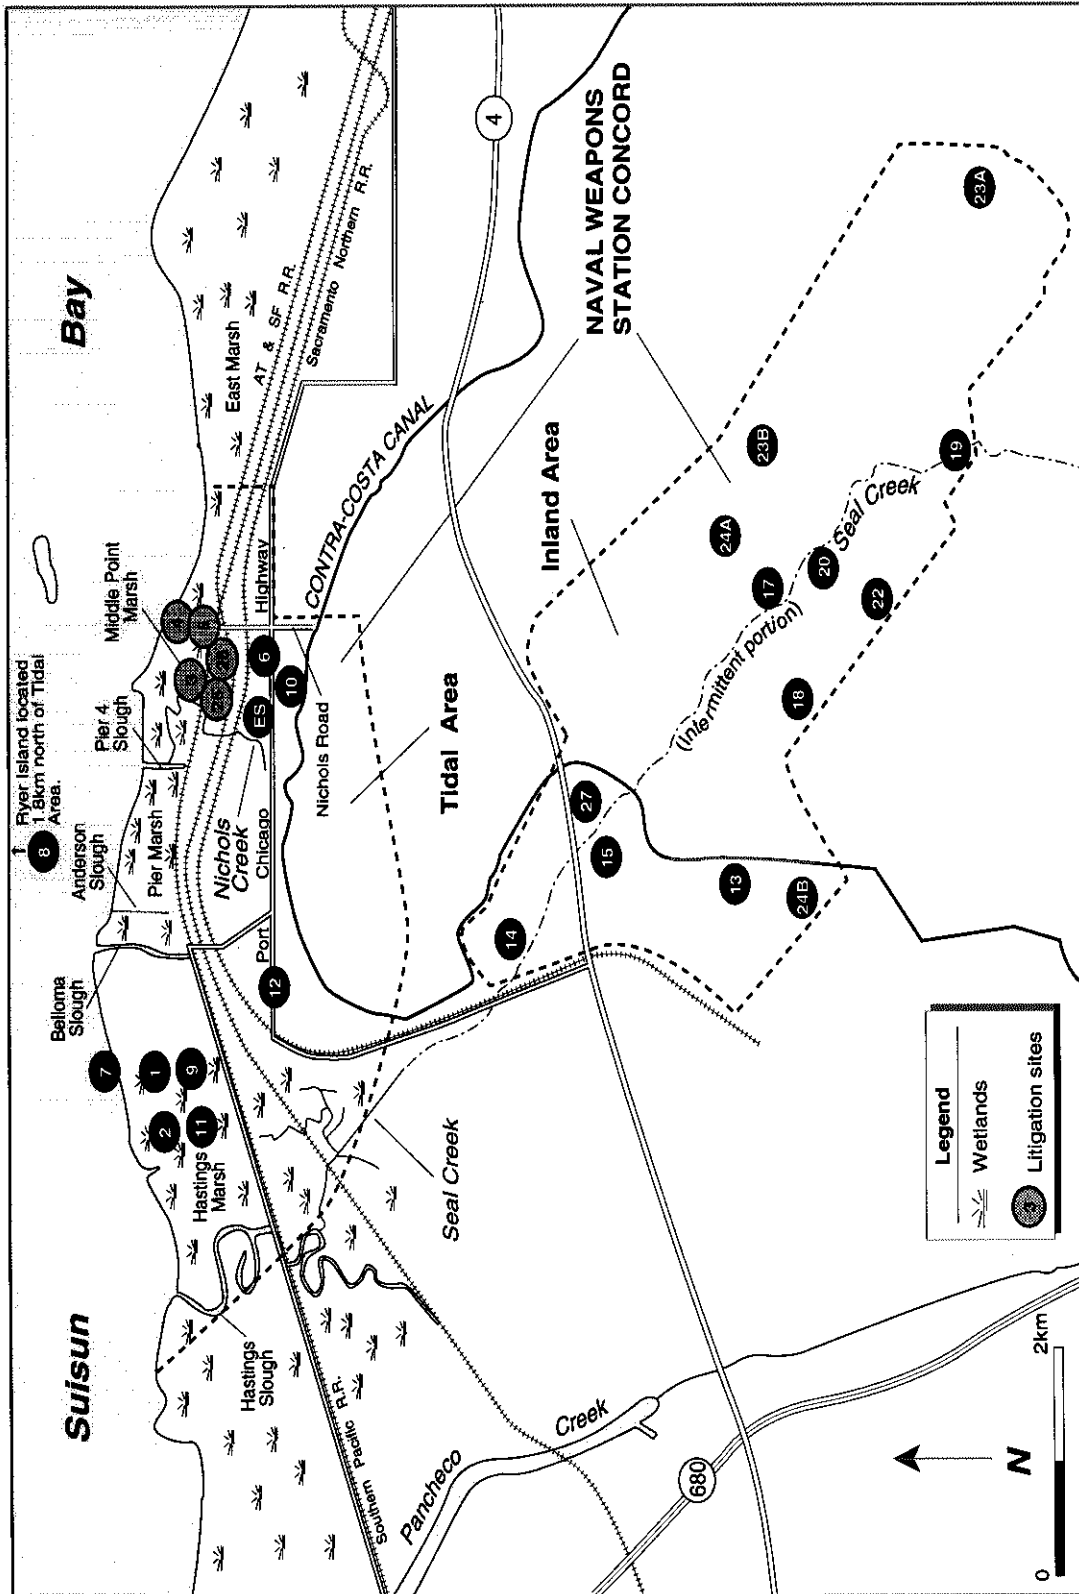 Suisun
Bay
↑ Ryer Island located
1.8km north of Tidal
Area.
8
Middle Point
Marsh
Pier 4
Slough
Anderson
Slough
Belloma
Slough
Pier Marsh
East Marsh
AT & SF R.R.
Sacramento Northern R.R.
7
1
9
2
11
Hastings
Marsh
Hastings
Slough
Southern Pacific R.R.
Nichols
Creek
ES
6
10
12
Port
Chicago
Highway
Nichols Road
CONTRA-COSTA CANAL
Tidal Area
Seal Creek
4
NAVAL WEAPONS
STATION CONCORD
Inland Area
14
15
27
13
24B
(Intermittent portion)
Seal Creek
17
24A
23B
20
18
22
19
23A
Pancheco
Creek
680
0
2km
N
Legend
Wetlands
3
Litigation sites